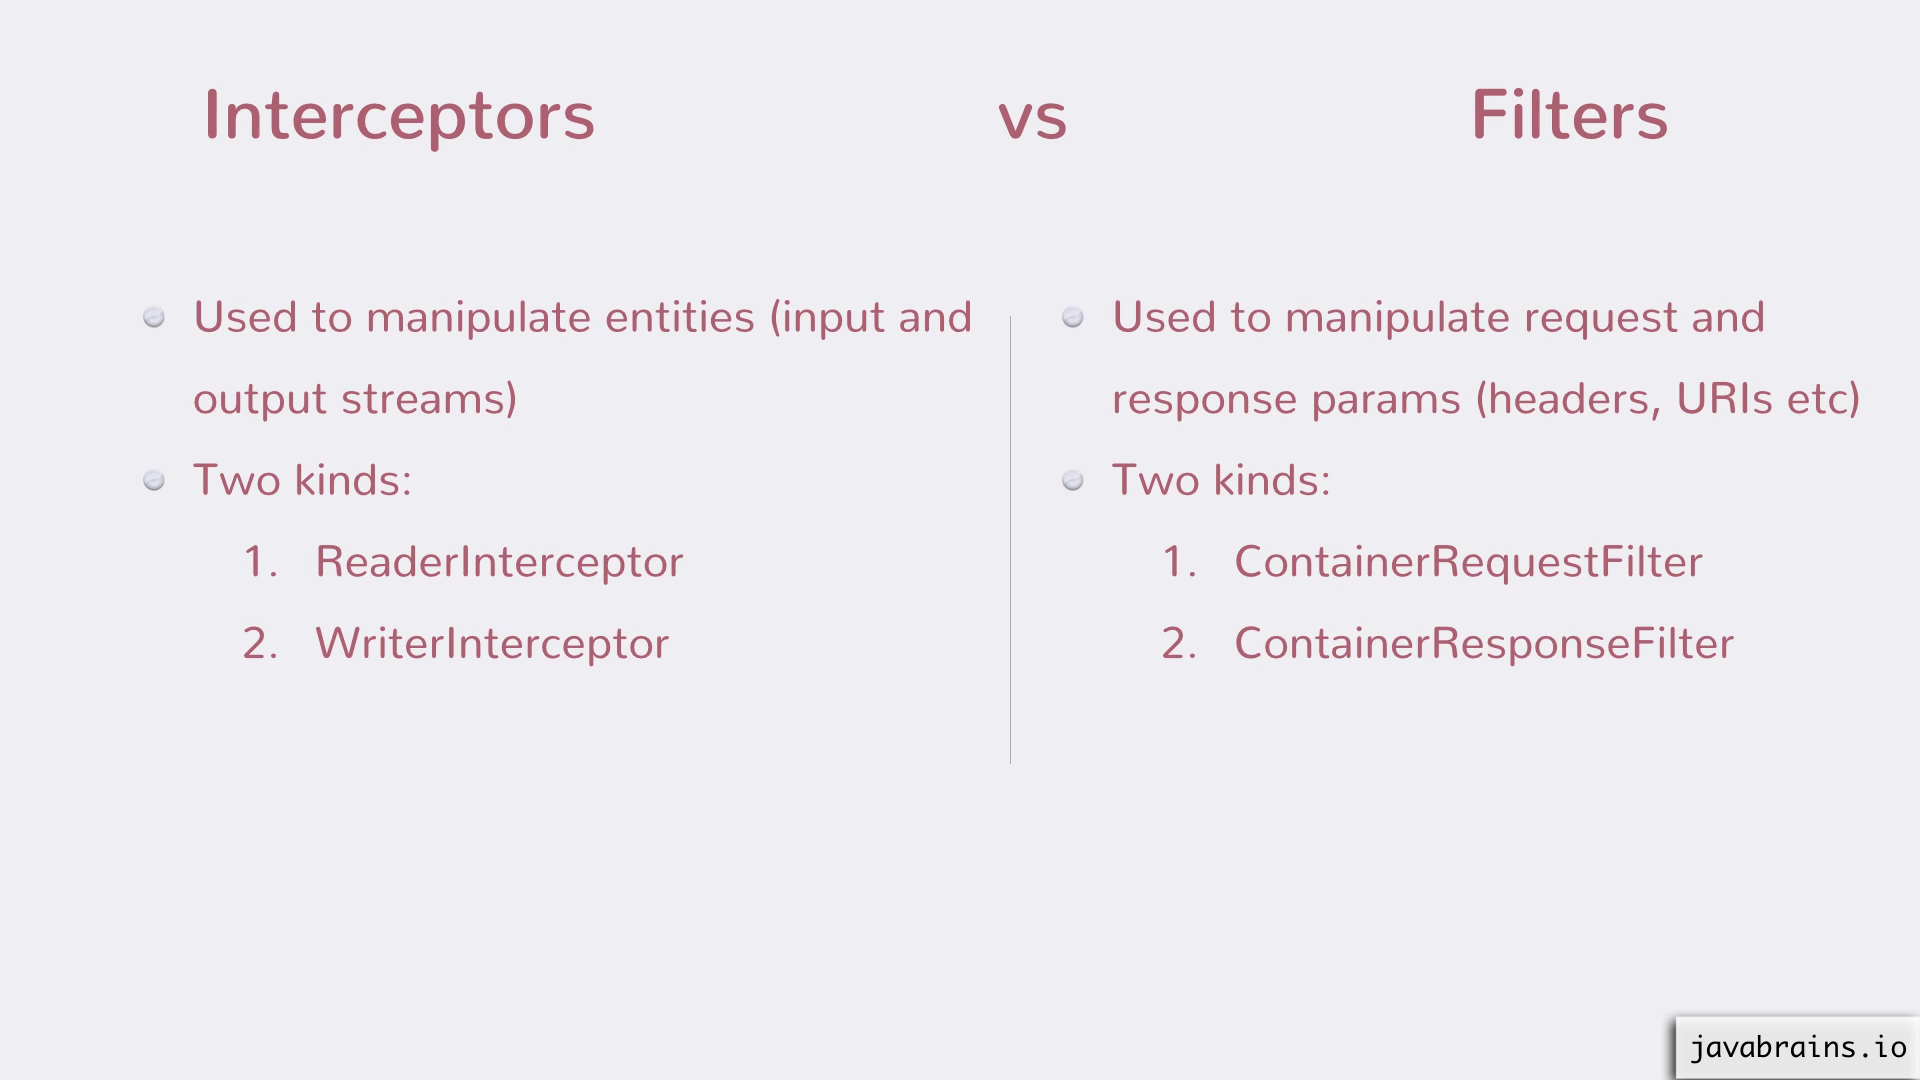 Interceptors vs Filters
Used to manipulate entities (input and
output streams)
Two kinds:
1. ReaderInterceptor
2. WriterInterceptor
Used to manipulate request and
response params (headers, URIs etc)
Two kinds:
1. ContainerRequestFilter
2. ContainerResponseFilter
javabrains.io